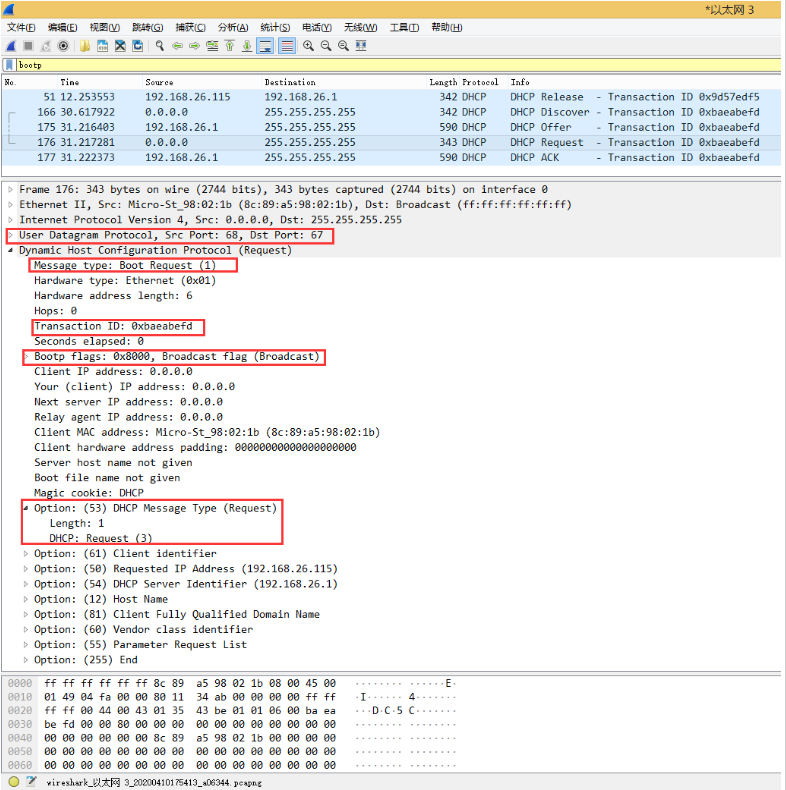 *以太网 3
文件(F) 编辑(E) 视图(V) 跳转(G) 捕获(C) 分析(A) 统计(S) 电话(Y) 无线(W) 工具(T) 帮助(H)
bootp
No. Time Source Destination Length Protocol Info
51 12.253553 192.168.26.115 192.168.26.1 342 DHCP DHCP Release - Transaction ID 0x9d57edf5
166 30.617922 0.0.0.0 255.255.255.255 342 DHCP DHCP Discover - Transaction ID 0xbaeabefd
175 31.216403 192.168.26.1 255.255.255.255 590 DHCP DHCP Offer - Transaction ID 0xbaeabefd
176 31.217281 0.0.0.0 255.255.255.255 343 DHCP DHCP Request - Transaction ID 0xbaeabefd
177 31.222373 192.168.26.1 255.255.255.255 590 DHCP DHCP ACK - Transaction ID 0xbaeabefd
Frame 176: 343 bytes on wire (2744 bits), 343 bytes captured (2744 bits) on interface 0
Ethernet II, Src: Micro-St_98:02:1b (8c:89:a5:98:02:1b), Dst: Broadcast (ff:ff:ff:ff:ff:ff)
Internet Protocol Version 4, Src: 0.0.0.0, Dst: 255.255.255.255
User Datagram Protocol, Src Port: 68, Dst Port: 67
Dynamic Host Configuration Protocol (Request)
Message type: Boot Request (1)
Hardware type: Ethernet (0x01)
Hardware address length: 6
Hops: 0
Transaction ID: 0xbaeabefd
Seconds elapsed: 0
Bootp flags: 0x8000, Broadcast flag (Broadcast)
Client IP address: 0.0.0.0
Your (client) IP address: 0.0.0.0
Next server IP address: 0.0.0.0
Relay agent IP address: 0.0.0.0
Client MAC address: Micro-St_98:02:1b (8c:89:a5:98:02:1b)
Client hardware address padding: 00000000000000000000
Server host name not given
Boot file name not given
Magic cookie: DHCP
Option: (53) DHCP Message Type (Request)
Length: 1
DHCP: Request (3)
Option: (61) Client identifier
Option: (50) Requested IP Address (192.168.26.115)
Option: (54) DHCP Server Identifier (192.168.26.1)
Option: (12) Host Name
Option: (81) Client Fully Qualified Domain Name
Option: (60) Vendor class identifier
Option: (55) Parameter Request List
Option: (255) End
0000 ff ff ff ff ff ff 8c 89 a5 98 02 1b 08 00 45 00 ········ ······E·
0010 01 49 04 fa 00 00 80 11 34 ab 00 00 00 00 ff ff ·I······ 4·······
0020 ff ff 00 44 00 43 01 35 43 be 01 01 06 00 ba ea ···D·C·5 C·······
0030 be fd 00 00 80 00 00 00 00 00 00 00 00 00 00 00 ········ ········
0040 00 00 00 00 00 00 8c 89 a5 98 02 1b 00 00 00 00 ········ ········
0050 00 00 00 00 00 00 00 00 00 00 00 00 00 00 00 00 ········ ········
0060 00 00 00 00 00 00 00 00 00 00 00 00 00 00 00 00 ········ ········
wireshark_以太网 3_20200410175413_a06344.pcapng